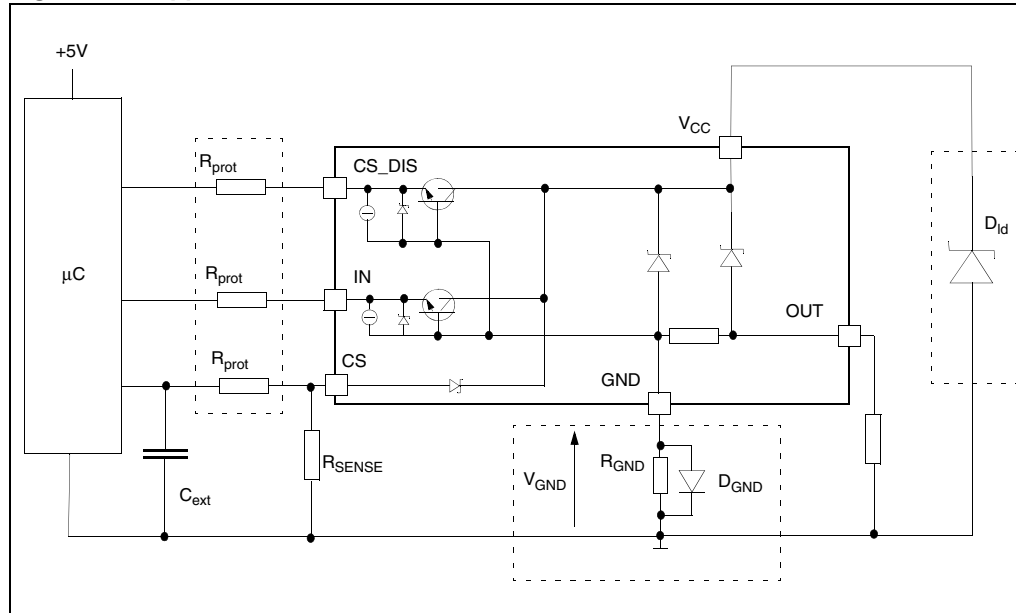 +5V
V_CC
R_prot
CS_DIS
D_ld
μC
R_prot
IN
OUT
R_prot
CS
GND
R_SENSE
R_GND
V_GND
D_GND
C_ext